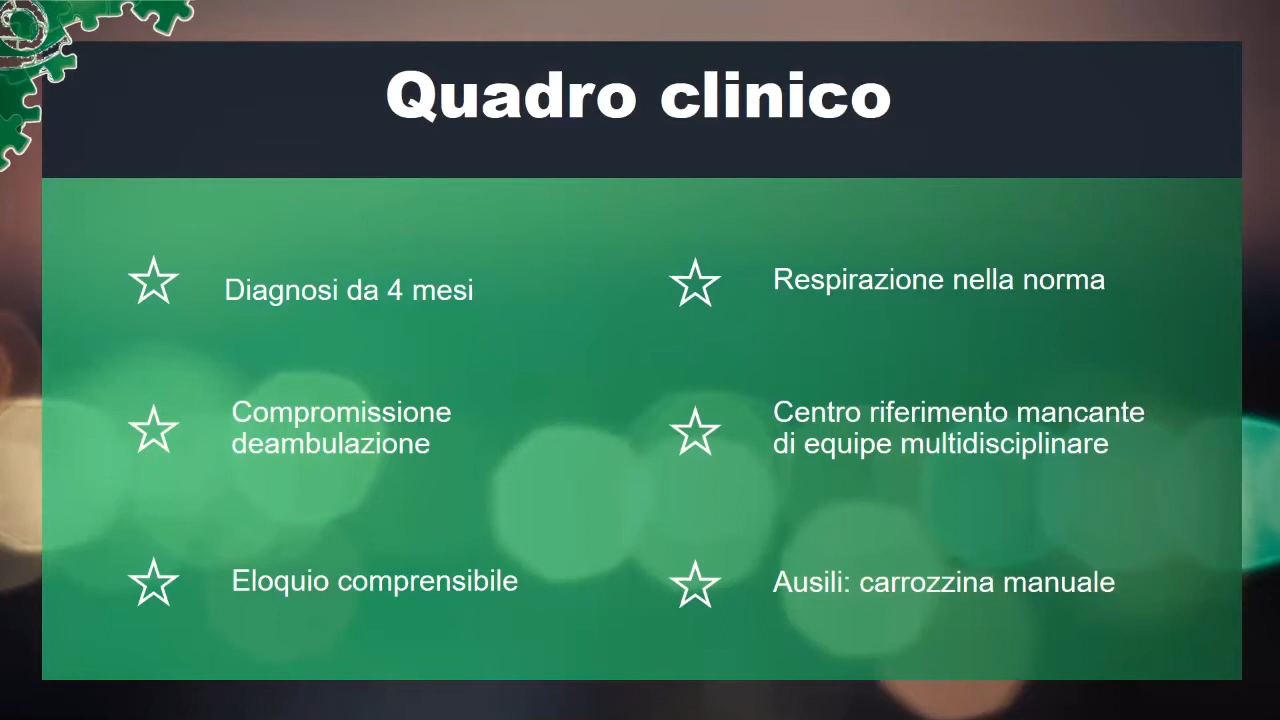 Quadro clinico
Diagnosi da 4 mesi
Compromissione
deambulazione
Eloquio comprensibile
Respirazione nella norma
Centro riferimento mancante
di equipe multidisciplinare
Ausili: carrozzina manuale